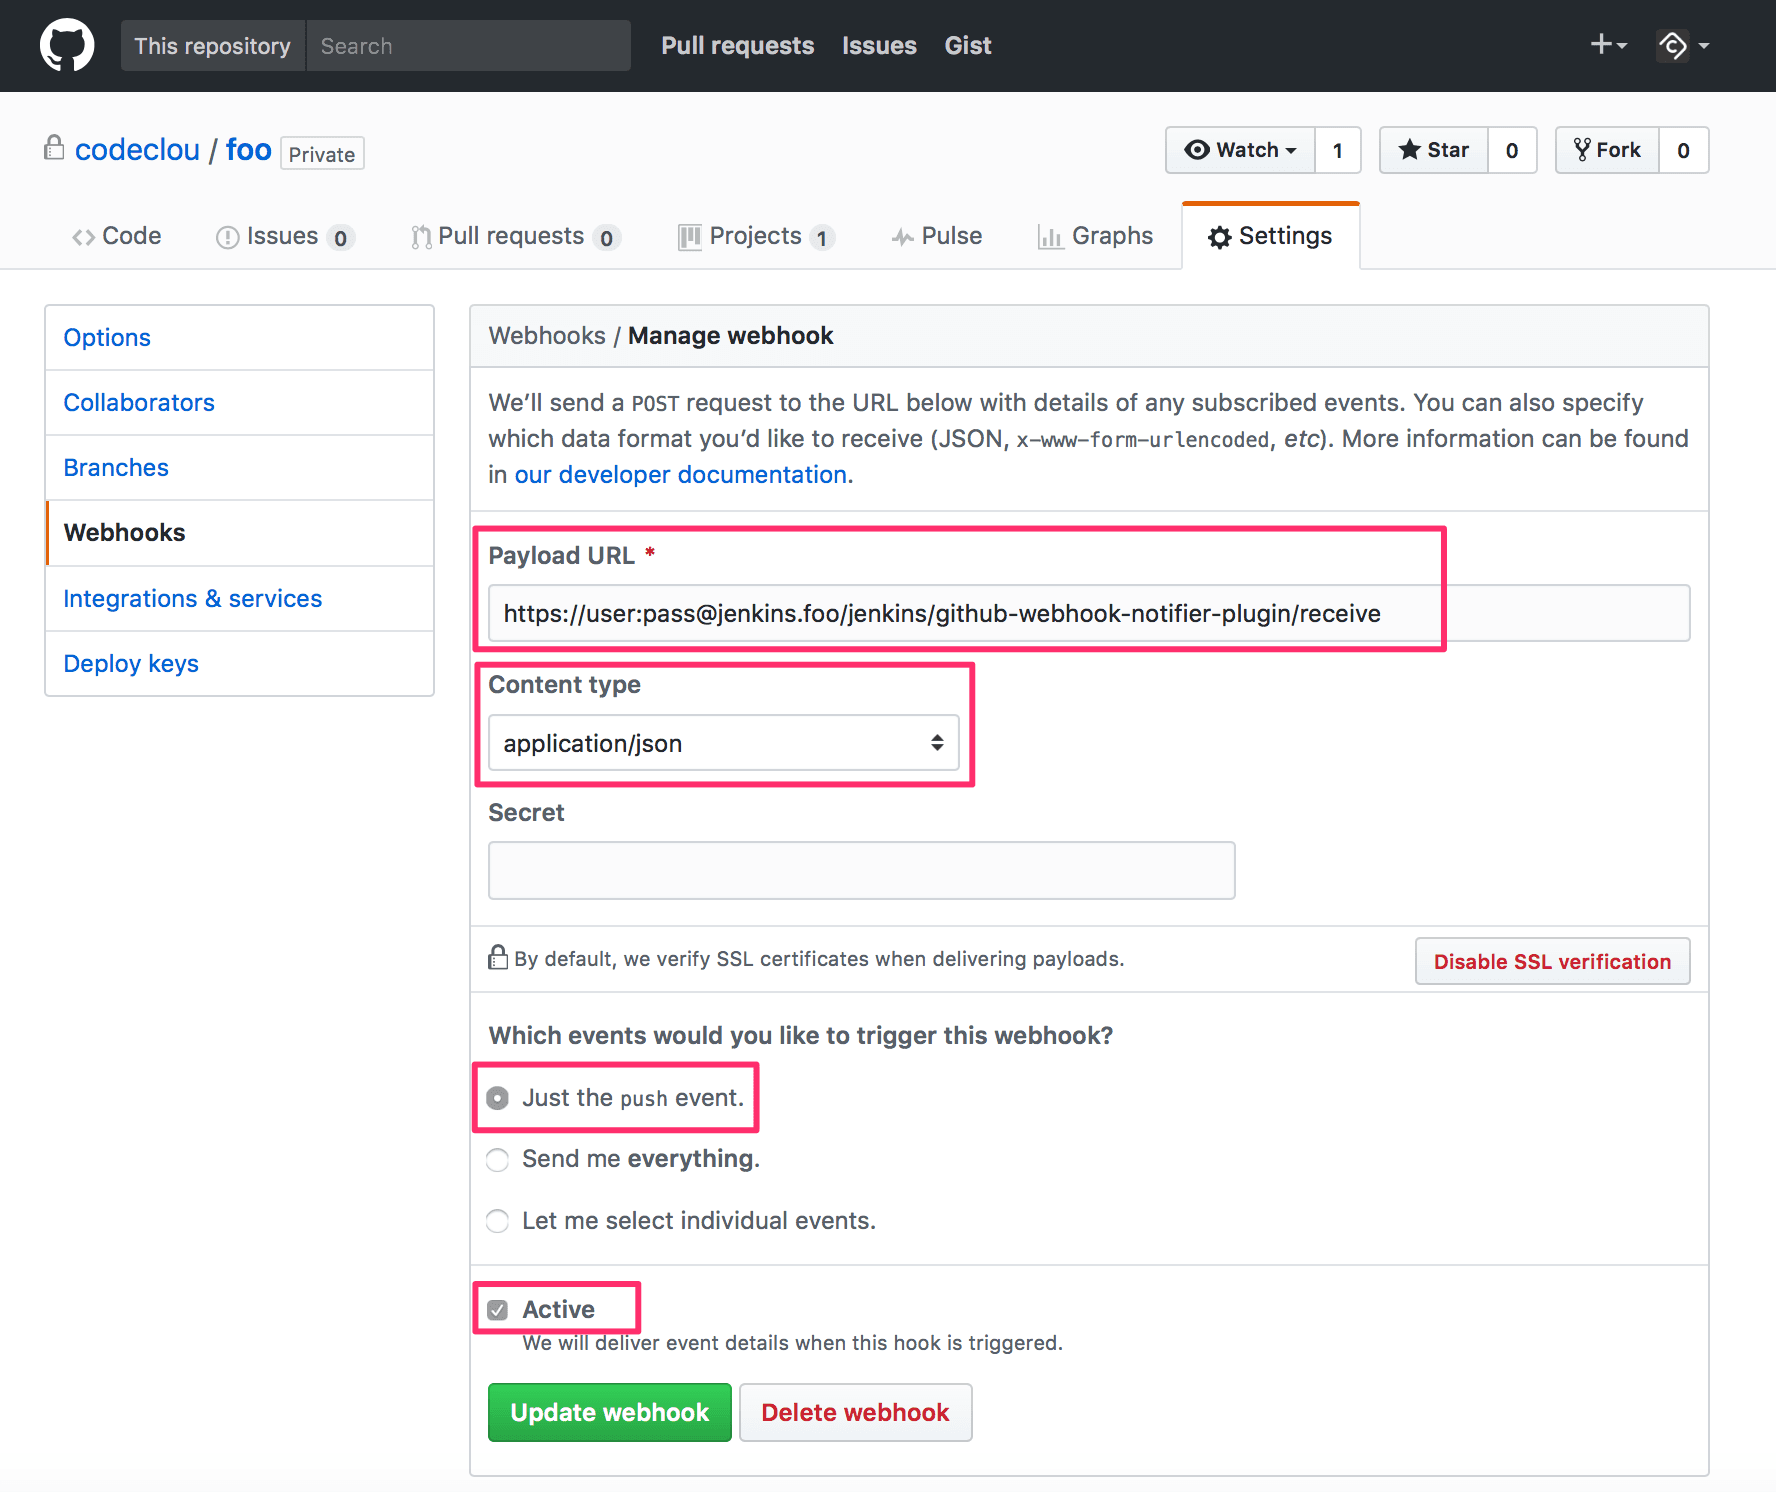 This repository Search Pull requests Issues Gist
codeclou / foo Private Watch 1 Star 0 Fork 0
Code Issues 0 Pull requests 0 Projects 1 Pulse Graphs Settings
Options
Collaborators
Branches
Webhooks
Integrations & services
Deploy keys
Webhooks / Manage webhook
We’ll send a POST request to the URL below with details of any subscribed events. You can also specify
which data format you’d like to receive (JSON, x-www-form-urlencoded, etc). More information can be found
in our developer documentation.
Payload URL *
https://user:pass@jenkins.foo/jenkins/github-webhook-notifier-plugin/receive
Content type
application/json
Secret
By default, we verify SSL certificates when delivering payloads. Disable SSL verification
Which events would you like to trigger this webhook?
Just the push event.
Send me everything.
Let me select individual events.
Active
We will deliver event details when this hook is triggered.
Update webhook Delete webhook